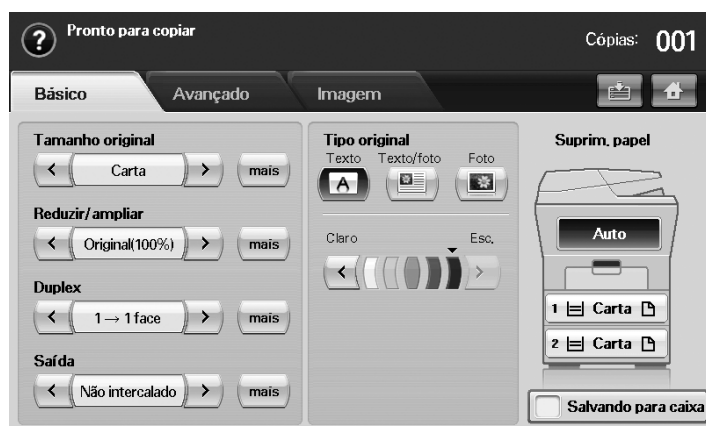 ? Pronto para copiar
Cópias: 001
Básico
Avançado
Imagem
Tamanho original
< Carta > mais
Reduzir/ampliar
< Original(100%) > mais
Duplex
< 1 → 1 face > mais
Saída
< Não intercalado > mais
Tipo original
Texto Texto/foto Foto
A
Claro Esc.
< >
Suprim. papel
Auto
1 Carta
2 Carta
Salvando para caixa